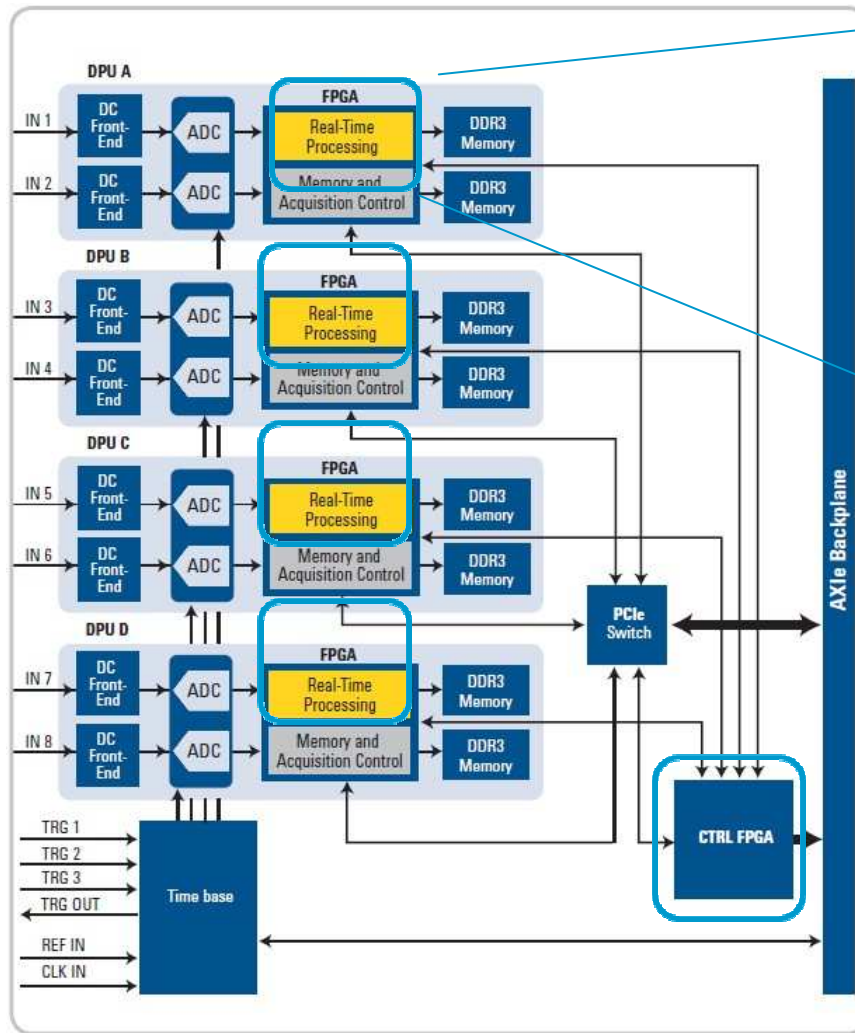 DPU A
FPGA
IN 1
DC
Front-
End
ADC
Real-Time
Processing
DDR3
Memory
IN 2
DC
Front-
End
ADC
Memory and
Acquisition Control
DDR3
Memory
DPU B
FPGA
IN 3
DC
Front-
End
ADC
Real-Time
Processing
DDR3
Memory
IN 4
DC
Front-
End
ADC
Memory and
Acquisition Control
DDR3
Memory
DPU C
FPGA
IN 5
DC
Front-
End
ADC
Real-Time
Processing
DDR3
Memory
IN 6
DC
Front-
End
ADC
Memory and
Acquisition Control
DDR3
Memory
DPU D
FPGA
IN 7
DC
Front-
End
ADC
Real-Time
Processing
DDR3
Memory
IN 8
DC
Front-
End
ADC
Memory and
Acquisition Control
DDR3
Memory
PCIe
Switch
AXIe Backplane
CTRL FPGA
TRG 1
TRG 2
TRG 3
TRG OUT
REF IN
CLK IN
Time base